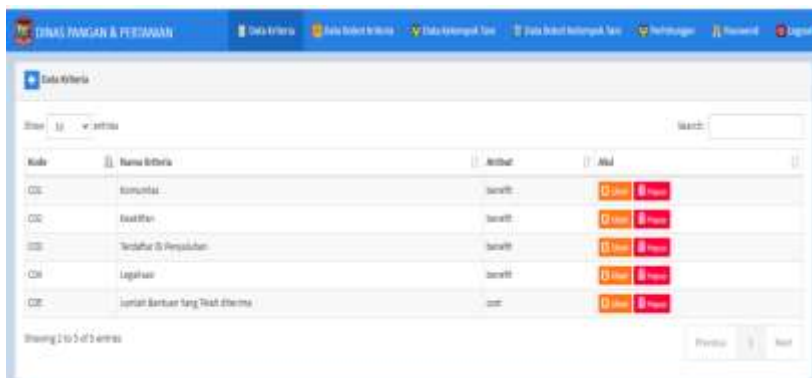 DINAS PANGAN & PERTANIAN Data Kriteria Data Bobot Kriteria Data Kelompok Tani Data Bobot Kelompok Tani Perhitungan Password Logout
Data Kriteria
Show 10 entries Search:
Kode Nama Kriteria Atribut Aksi
C01 Komunitas benefit Ubah Hapus
C02 Keaktifan benefit Ubah Hapus
C03 Terdaftar Di Penyuluhan benefit Ubah Hapus
C04 Legalitas benefit Ubah Hapus
C05 Jumlah Bantuan Yang Telah diterima cost Ubah Hapus
Showing 1 to 5 of 5 entries Previous 1 Next